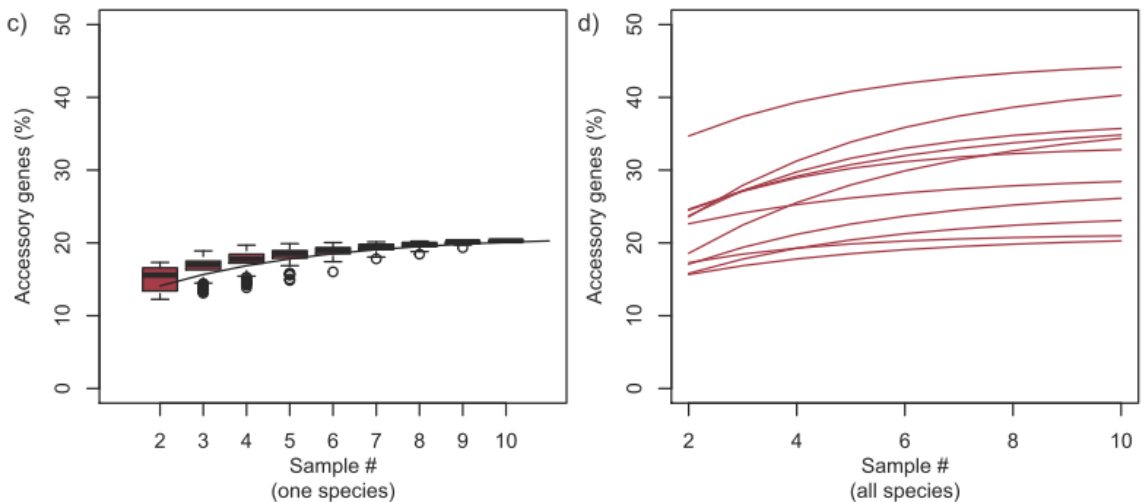 c)
Accessory genes (%)
50
40
30
20
10
0
2 3 4 5 6 7 8 9 10
Sample #
(one species)
d)
Accessory genes (%)
50
40
30
20
10
0
2 4 6 8 10
Sample #
(all species)